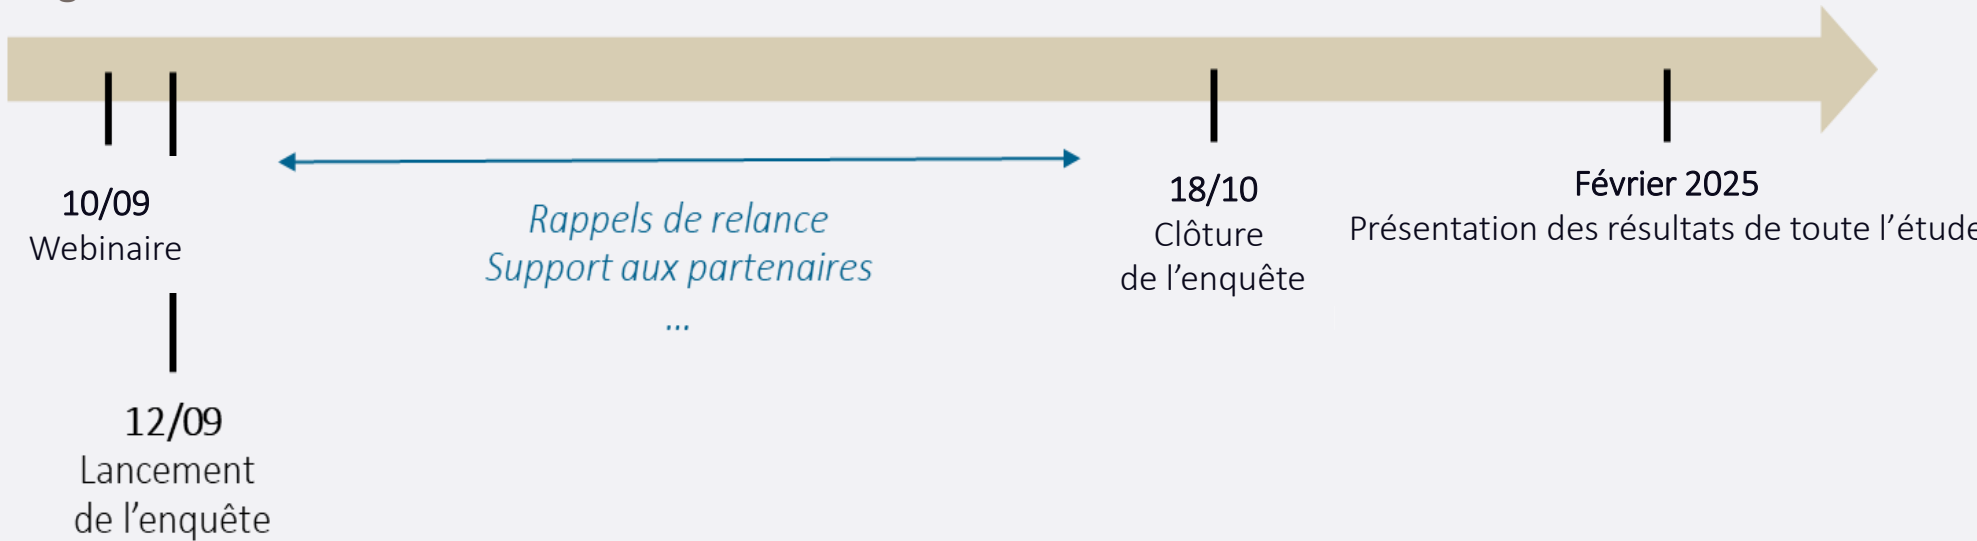 10/09
Webinaire
12/09
Lancement
de l’enquête
Rappels de relance
Support aux partenaires
...
18/10
Clôture
de l’enquête
Février 2025
Présentation des résultats de toute l’étude